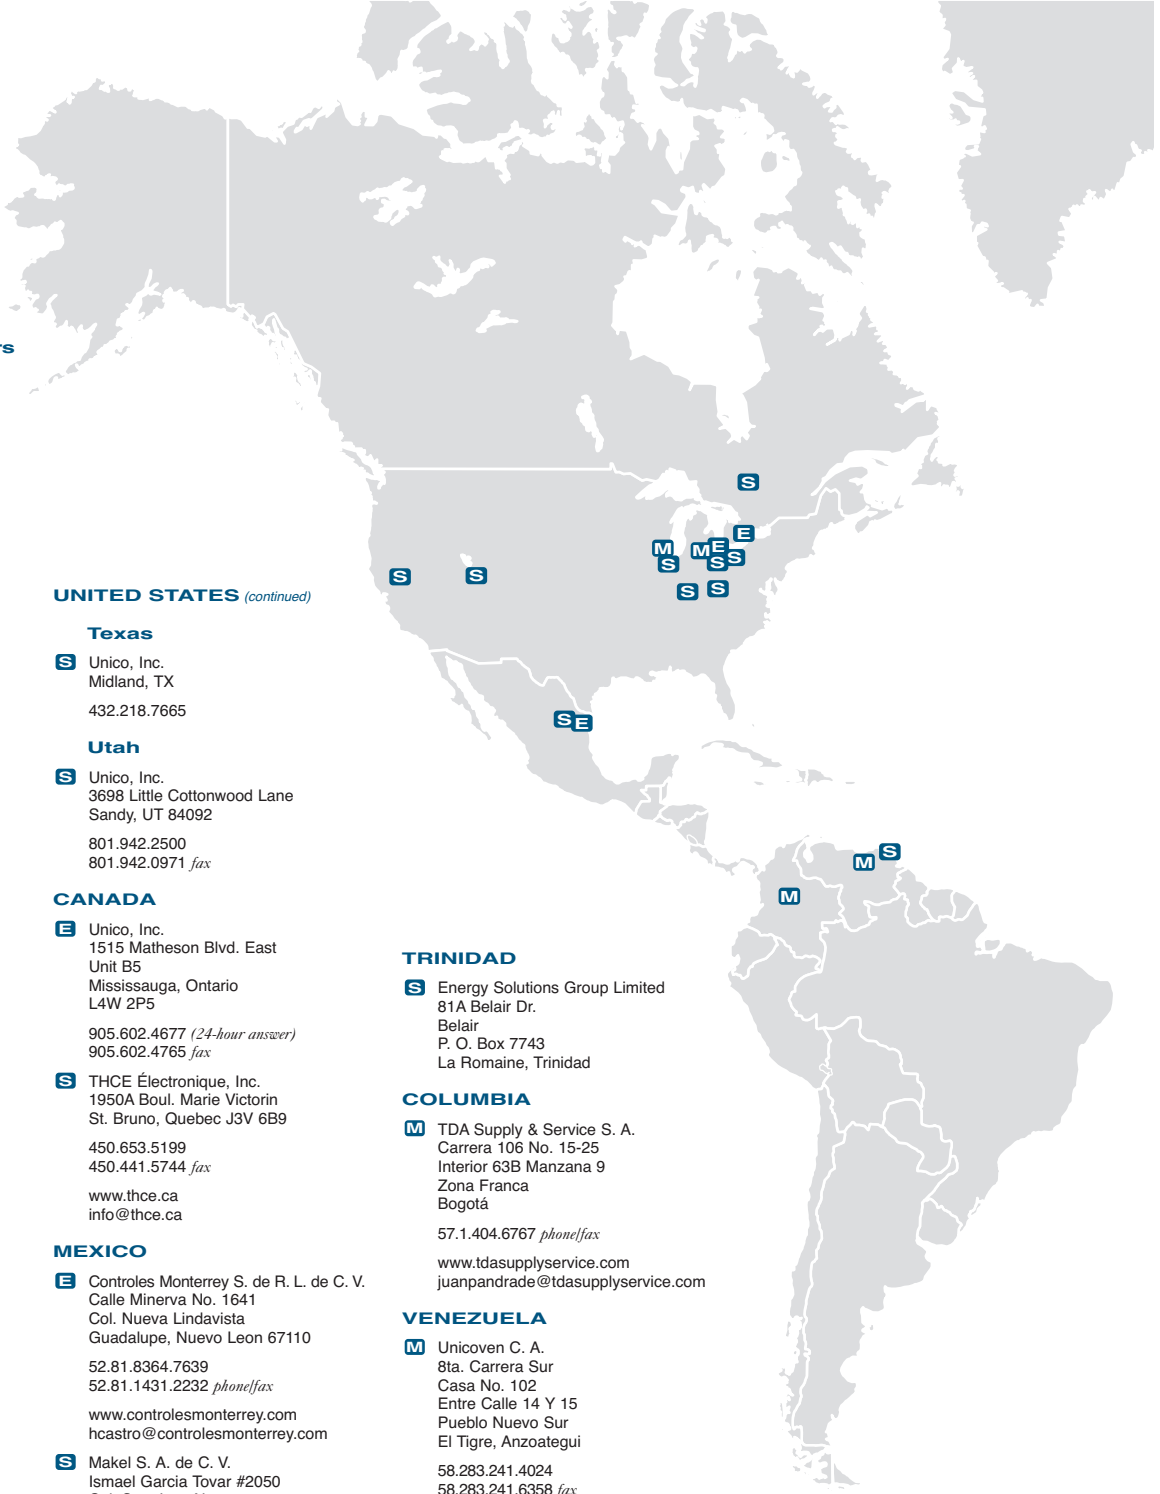 rs
S
E
M
M
E
S
S
S
S
S
S
S
S
E
S
M
M
UNITED STATES (continued)
Texas
S Unico, Inc.
Midland, TX
432.218.7665
Utah
S Unico, Inc.
3698 Little Cottonwood Lane
Sandy, UT 84092
801.942.2500
801.942.0971 fax
CANADA
E Unico, Inc.
1515 Matheson Blvd. East
Unit B5
Mississauga, Ontario
L4W 2P5
905.602.4677 (24-hour answer)
905.602.4765 fax
S THCE Électronique, Inc.
1950A Boul. Marie Victorin
St. Bruno, Quebec J3V 6B9
450.653.5199
450.441.5744 fax
www.thce.ca
info@thce.ca
MEXICO
E Controles Monterrey S. de R. L. de C. V.
Calle Minerva No. 1641
Col. Nueva Lindavista
Guadalupe, Nuevo Leon 67110
52.81.8364.7639
52.81.1431.2232 phone/fax
www.controlesmonterrey.com
hcastro@controlesmonterrey.com
S Makel S. A. de C. V.
Ismael Garcia Tovar #2050
TRINIDAD
S Energy Solutions Group Limited
81A Belair Dr.
Belair
P. O. Box 7743
La Romaine, Trinidad
COLUMBIA
M TDA Supply & Service S. A.
Carrera 106 No. 15-25
Interior 63B Manzana 9
Zona Franca
Bogotá
57.1.404.6767 phone/fax
www.tdasupplyservice.com
juanpandrade@tdasupplyservice.com
VENEZUELA
M Unicoven C. A.
8ta. Carrera Sur
Casa No. 102
Entre Calle 14 Y 15
Pueblo Nuevo Sur
El Tigre, Anzoategui
58.283.241.4024
58.283.241.6358 fax